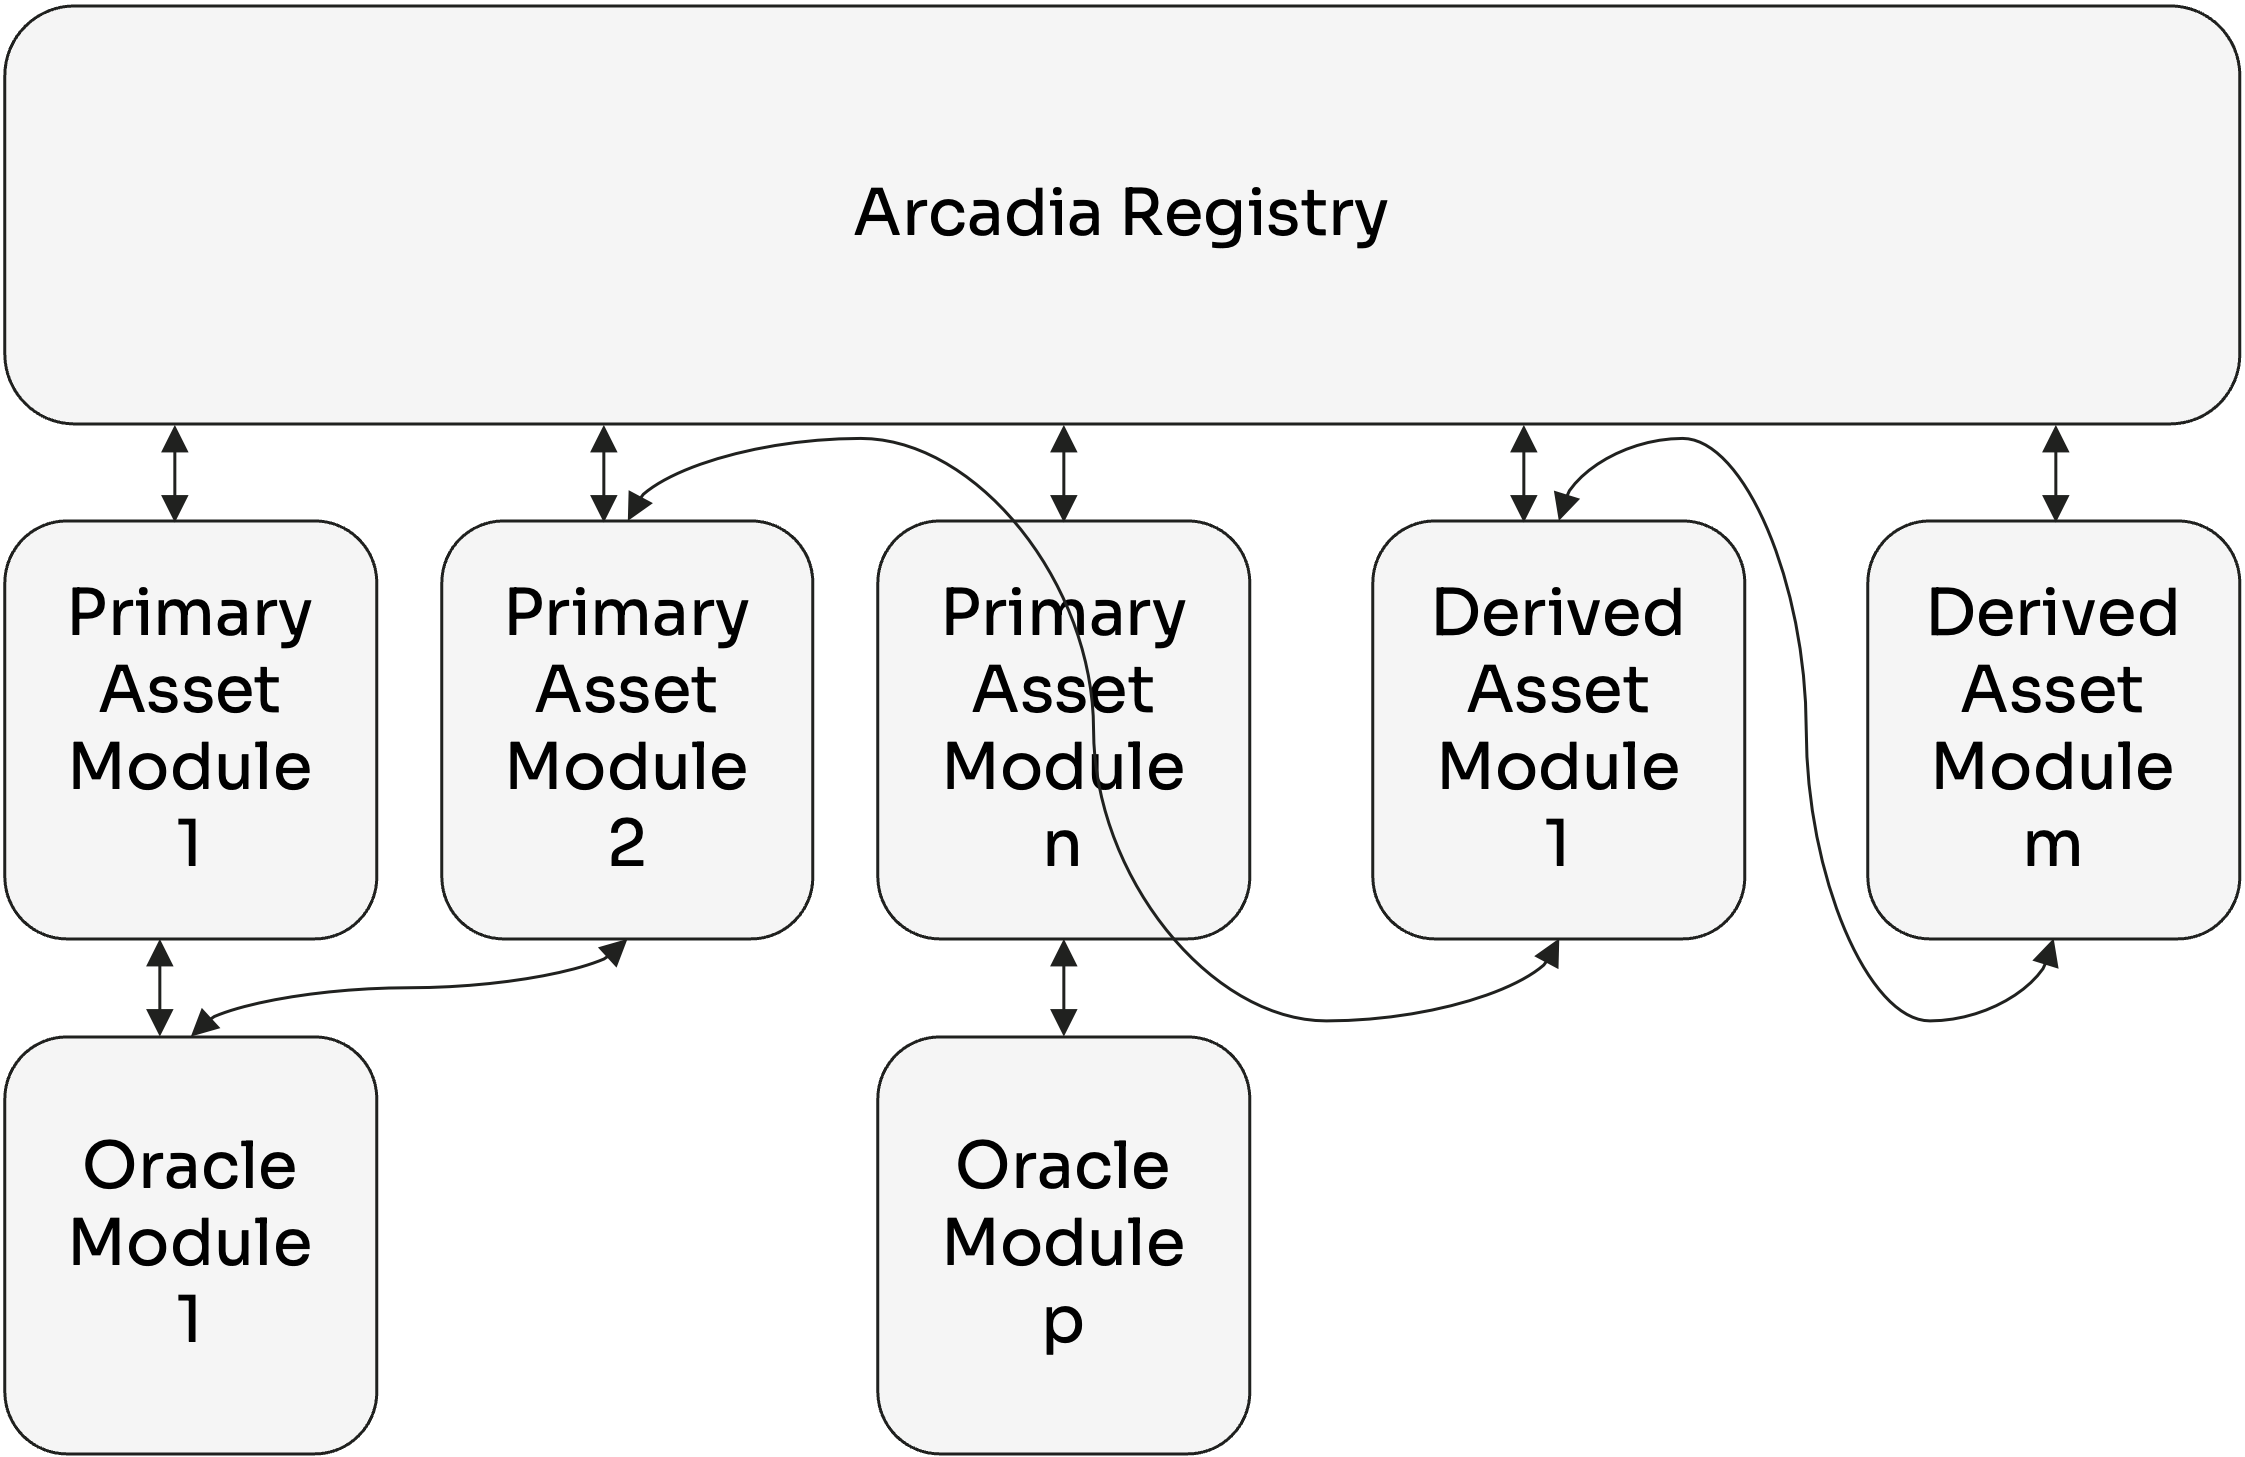 Arcadia Registry
Primary
Asset
Module
1
Primary
Asset
Module
2
Primary
Asset
Module
n
Derived
Asset
Module
1
Derived
Asset
Module
m
Oracle
Module
1
Oracle
Module
p